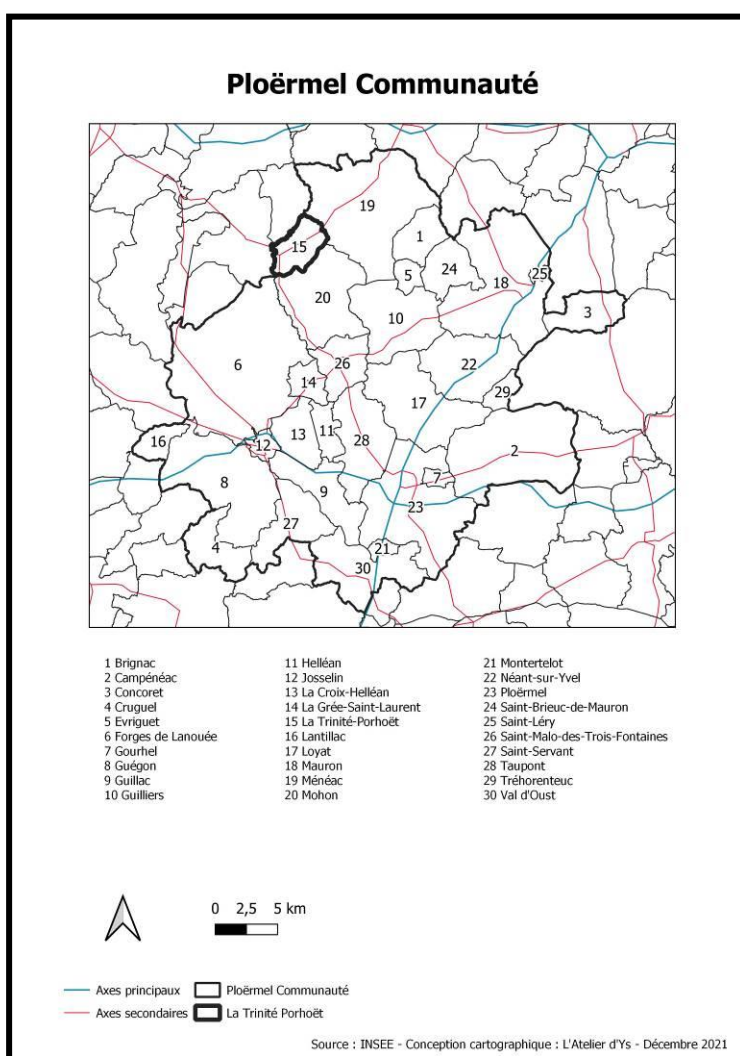 Ploërmel Communauté
19
1
15
5
24
18
25
20
10
3
6
26
22
14
29
17
16
12
13
11
28
2
8
9
7
23
27
4
21
30
1 Brignac
2 Campénéac
3 Concoret
4 Cruguel
5 Evriguet
6 Forges de Lanouée
7 Gourhel
8 Guégon
9 Guillac
10 Guilliers
11 Helléan
12 Josselin
13 La Croix-Helléan
14 La Grée-Saint-Laurent
15 La Trinité-Porhoët
16 Lantillac
17 Loyat
18 Mauron
19 Ménéac
20 Mohon
21 Montertelot
22 Néant-sur-Yvel
23 Ploërmel
24 Saint-Brieuc-de-Mauron
25 Saint-Léry
26 Saint-Malo-des-Trois-Fontaines
27 Saint-Servant
28 Taupont
29 Tréhorenteuc
30 Val d'Oust
0 2,5 5 km
Axes principaux
Ploërmel Communauté
Axes secondaires
La Trinité Porhoët
Source : INSEE - Conception cartographique : L'Atelier d'Ys - Décembre 2021